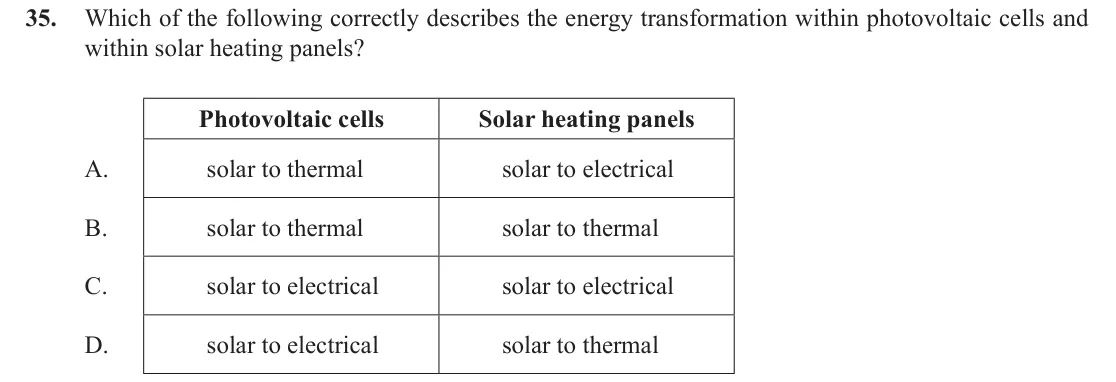 35. Which of the following correctly describes the energy transformation within photovoltaic cells and
within solar heating panels?
Photovoltaic cells Solar heating panels
A. solar to thermal solar to electrical
B. solar to thermal solar to thermal
C. solar to electrical solar to electrical
D. solar to electrical solar to thermal